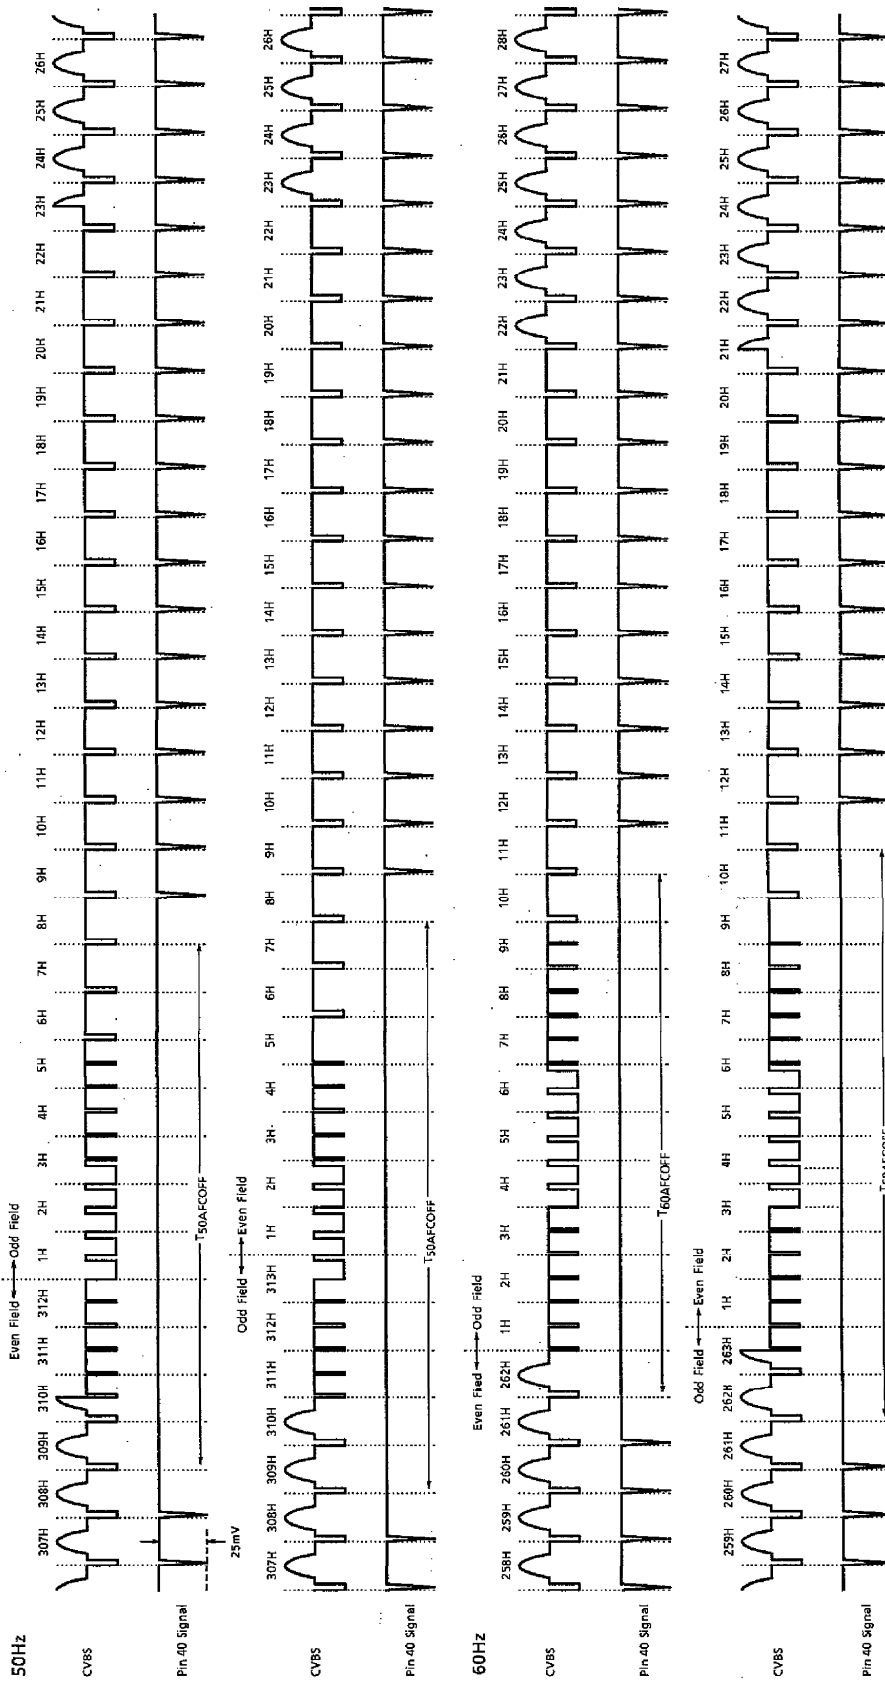 50Hz
Even Field Odd Field
307H 308H 309H 310H 311H 312H 1H 2H 3H 4H 5H 6H 7H 8H 9H 10H 11H 12H 13H 14H 15H 16H 17H 18H 19H 20H 21H 22H 23H 24H 25H 26H
CVBS
Pin 40 Signal
T50AFCOFF
25mV
Odd Field Even Field
307H 308H 309H 310H 311H 312H 313H 1H 2H 3H 4H 5H 6H 7H 8H 9H 10H 11H 12H 13H 14H 15H 16H 17H 18H 19H 20H 21H 22H 23H 24H 25H 26H
CVBS
Pin 40 Signal
T50AFCOFF
60Hz
Even Fied Odd Field
258H 259H 260H 261H 262H 1H 2H 3H 4H 5H 6H 7H 8H 9H 10H 11H 12H 13H 14H 15H 16H 17H 18H 19H 20H 21H 22H 23H 24H 25H 26H 27H 28H
CVBS
Pin 40 Signal
T60AFCOFF
Odd Field Even Field
259H 260H 261H 262H 263H 1H 2H 3H 4H 5H 6H 7H 8H 9H 10H 11H 12H 13H 14H 15H 16H 17H 18H 19H 20H 21H 22H 23H 24H 25H 26H 27H
CVBS
Pin 40 Signal